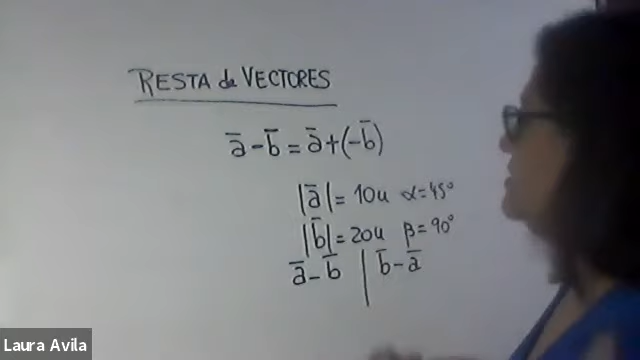 RESTA de VECTORES
a̅ - b̅ = a̅ + (-b̅)
|a̅| = 10u α = 45°
|b̅| = 20u β = 90°
a̅ - b̅ | b̅ - a̅
Laura Avila